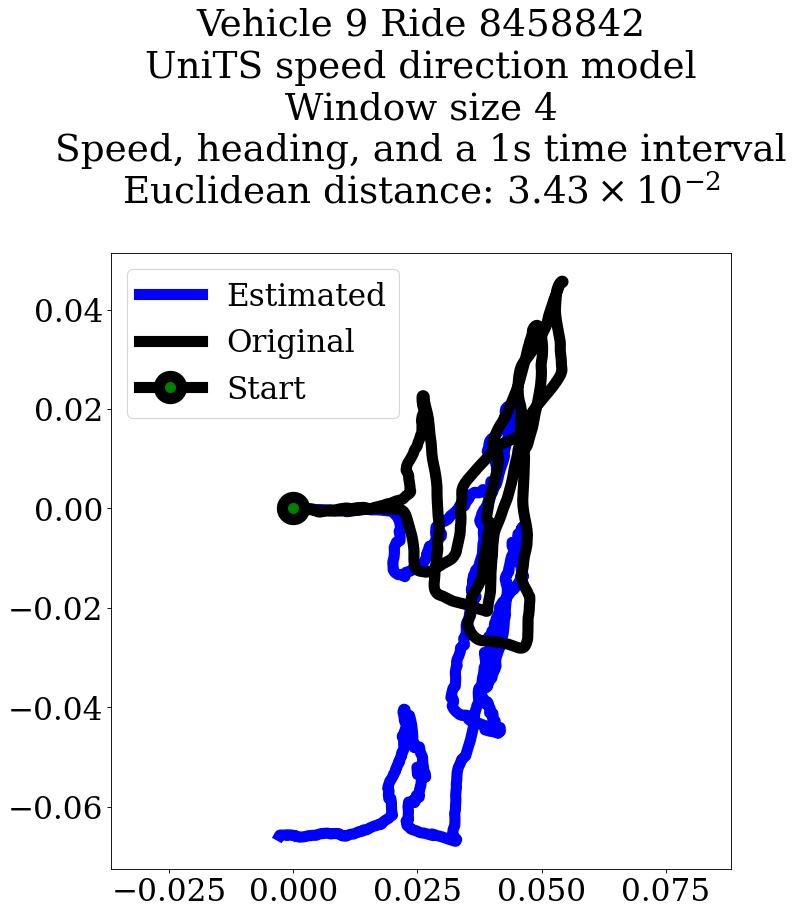 Vehicle 9 Ride 8458842
UniTS speed direction model
Window size 4
Speed, heading, and a 1s time interval
Euclidean distance: 3.43 × 10⁻²
Estimated
Original
Start
0.04
0.02
0.00
−0.02
−0.04
−0.06
−0.025 0.000 0.025 0.050 0.075